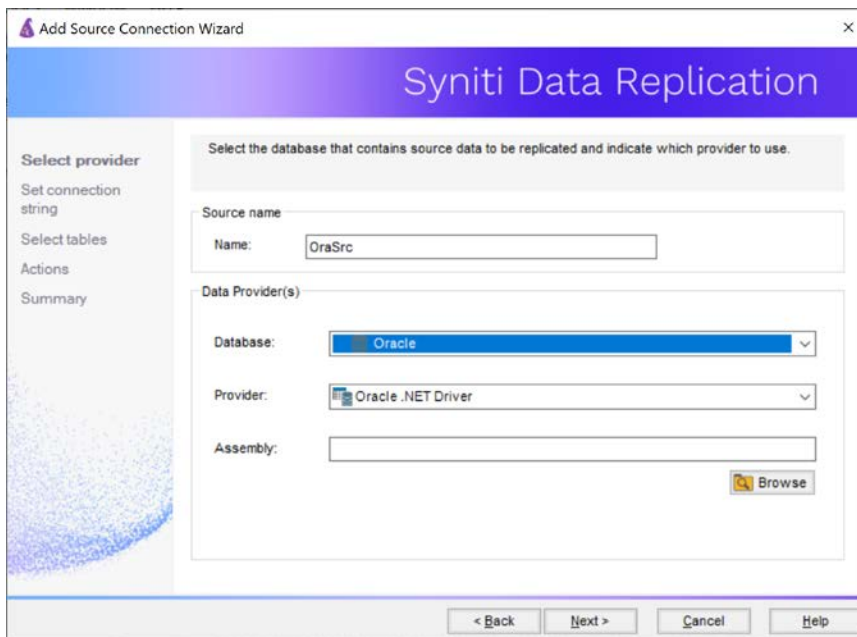 Add Source Connection Wizard
Syniti Data Replication
Select provider
Set connection
string
Select tables
Actions
Summary
Select the database that contains source data to be replicated and indicate which provider to use.
Source name
Name:
OraSrc
Data Provider(s)
Database:
Oracle
Provider:
Oracle .NET Driver
Assembly:
Browse
< Back
Next >
Cancel
Help